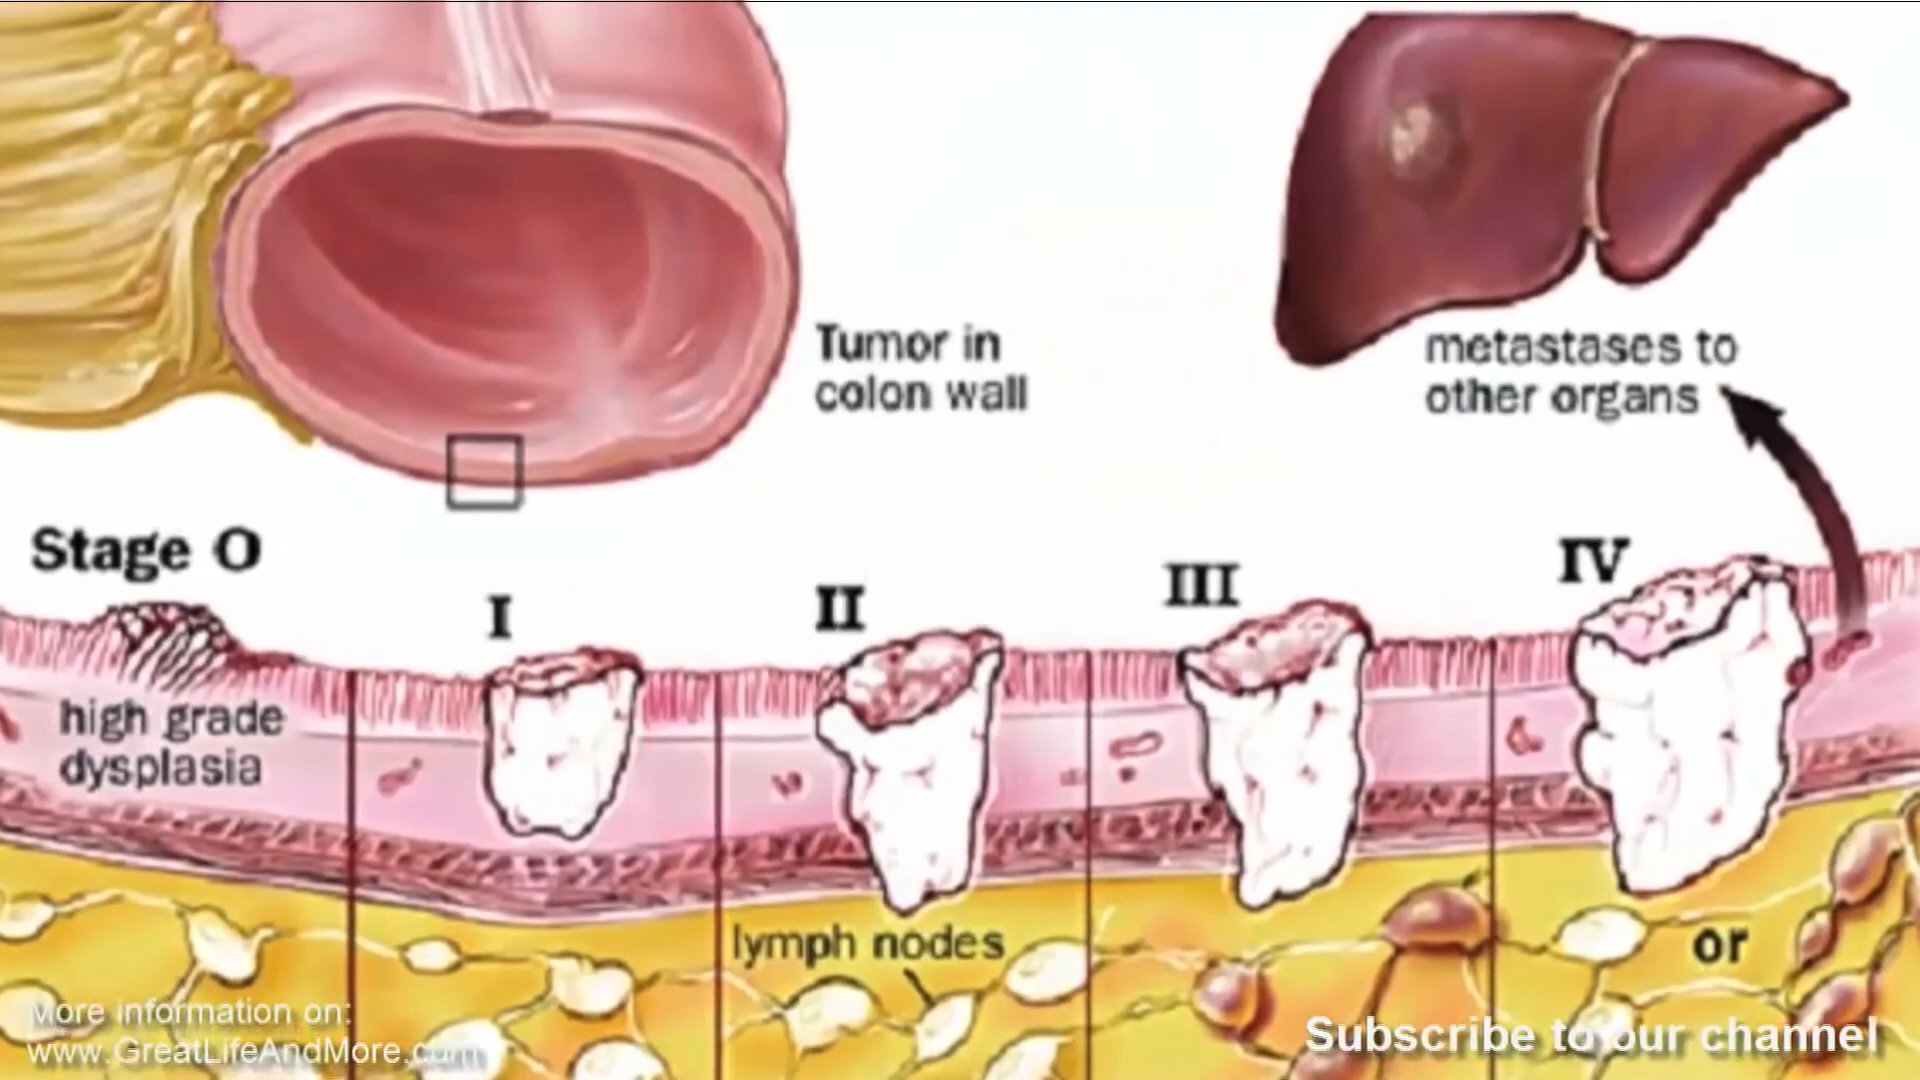 Tumor in
colon wall
metastases to
other organs
Stage O
I
II
III
IV
high grade
dysplasia
lymph nodes
or
More information on:
www.GreatLifeAndMore.com
Subscribe to our channel